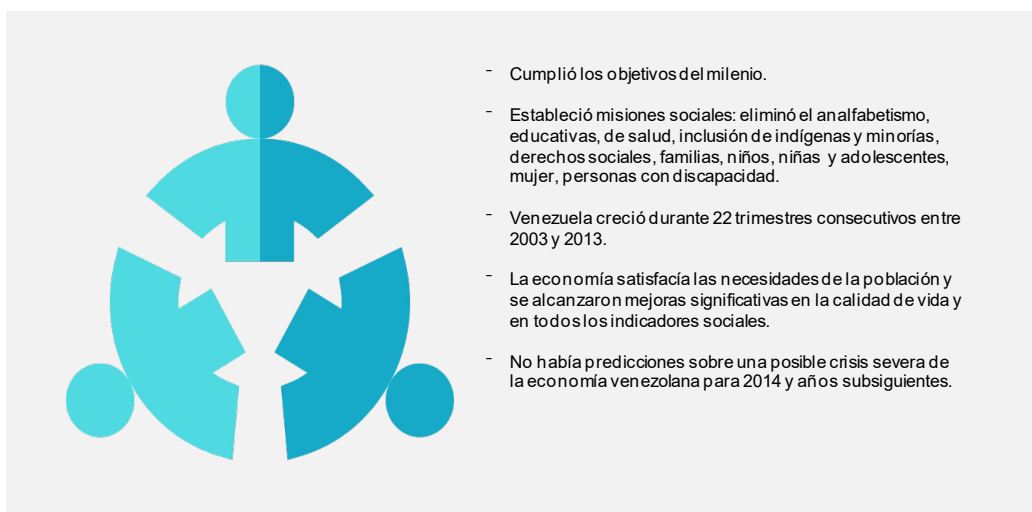 - Cumplió los objetivos del milenio.
- Estableció misiones sociales: eliminó el analfabetismo,
educativas, de salud, inclusión de indígenas y minorías,
derechos sociales, familias, niños, niñas y adolescentes,
mujer, personas con discapacidad.
- Venezuela creció durante 22 trimestres consecutivos entre
2003 y 2013.
- La economía satisfacía las necesidades de la población y
se alcanzaron mejoras significativas en la calidad de vida y
en todos los indicadores sociales.
- No había predicciones sobre una posible crisis severa de
la economía venezolana para 2014 y años subsiguientes.